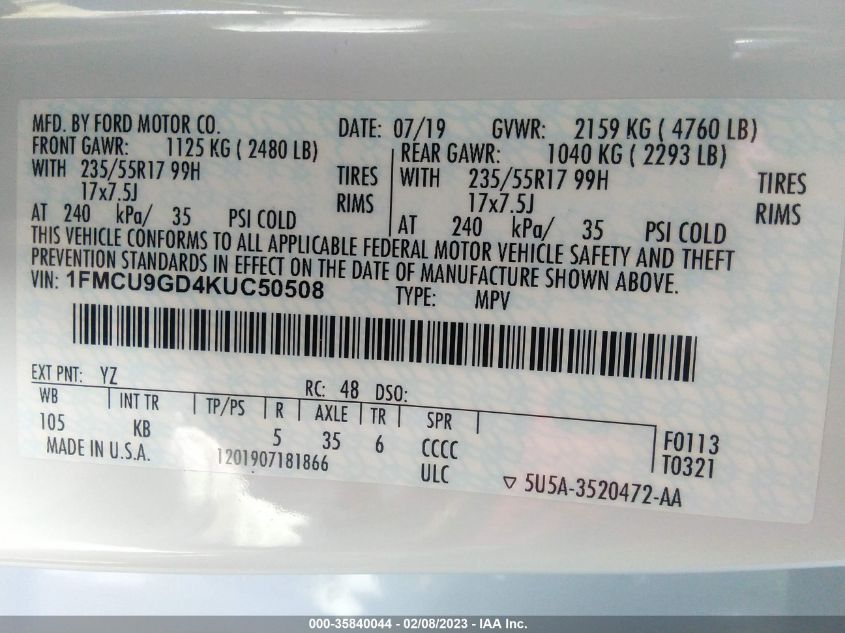 MFD. BY FORD MOTOR CO. DATE: 07/19 GVWR: 2159 KG ( 4760 LB)
FRONT GAWR: 1125 KG ( 2480 LB) REAR GAWR: 1040 KG ( 2293 LB)
WITH 235/55R17 99H TIRES WITH 235/55R17 99H TIRES
17x7.5J RIMS 17x7.5J RIMS
AT 240 kPa/ 35 PSI COLD AT 240 kPa/ 35 PSI COLD
THIS VEHICLE CONFORMS TO ALL APPLICABLE FEDERAL MOTOR VEHICLE SAFETY AND THEFT
PREVENTION STANDARDS IN EFFECT ON THE DATE OF MANUFACTURE SHOWN ABOVE.
VIN: 1FMCU9GD4KUC50508 TYPE: MPV
EXT PNT: YZ RC: 48 DSO:
WB INT TR TP/PS R AXLE TR SPR
105 KB 5 35 6 CCCC F0113
MADE IN U.S.A. 1201907181866 ULC T0321
▽ 5U5A-3520472-AA
000-35840044 - 02/08/2023 - IAA Inc.